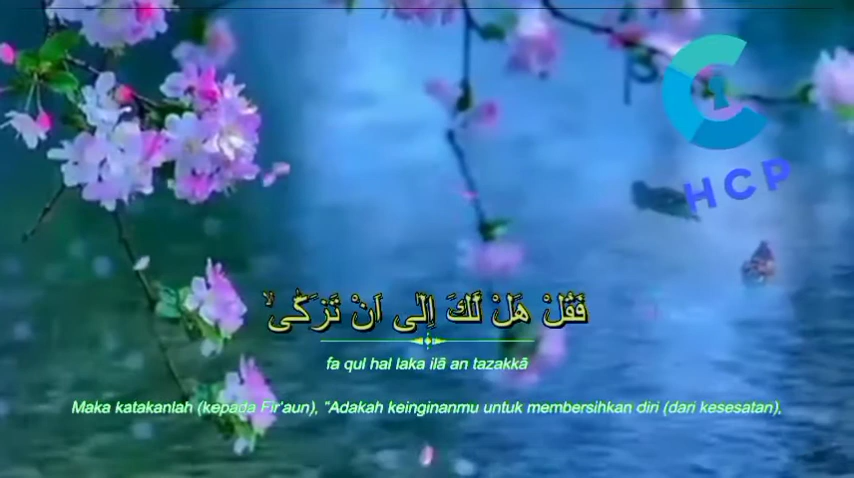 HCP
فَقُلْ هَلْ لَّكَ اِلٰٓى اَنْ تَزَكّٰىۙ
fa qul hal laka ilā an tazakkā
Maka katakanlah (kepada Fir'aun), "Adakah keinginanmu untuk membersihkan diri (dari kesesatan),